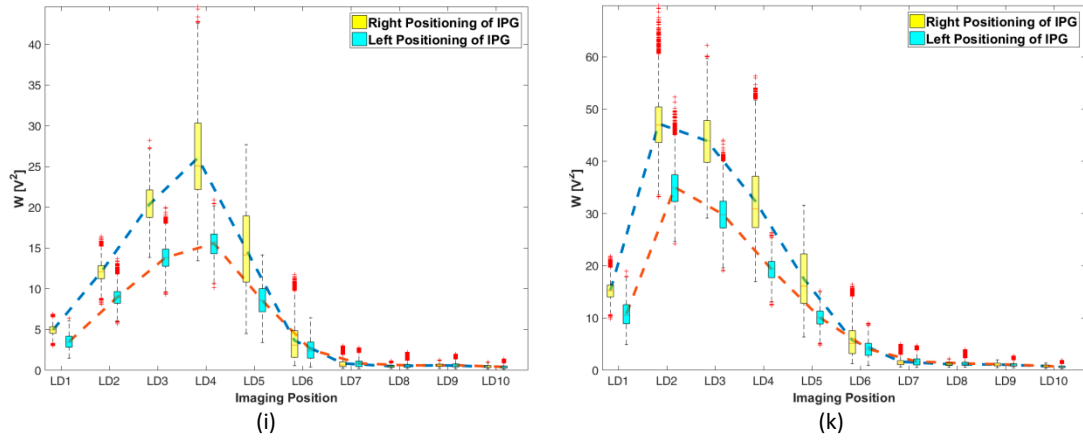 Right Positioning of IPG
Left Positioning of IPG
W [V²]
40
35
30
25
20
15
10
5
0
LD1 LD2 LD3 LD4 LD5 LD6 LD7 LD8 LD9 LD10
Imaging Position
(i)
Right Positioning of IPG
Left Positioning of IPG
W [V²]
60
50
40
30
20
10
0
LD1 LD2 LD3 LD4 LD5 LD6 LD7 LD8 LD9 LD10
Imaging Position
(k)